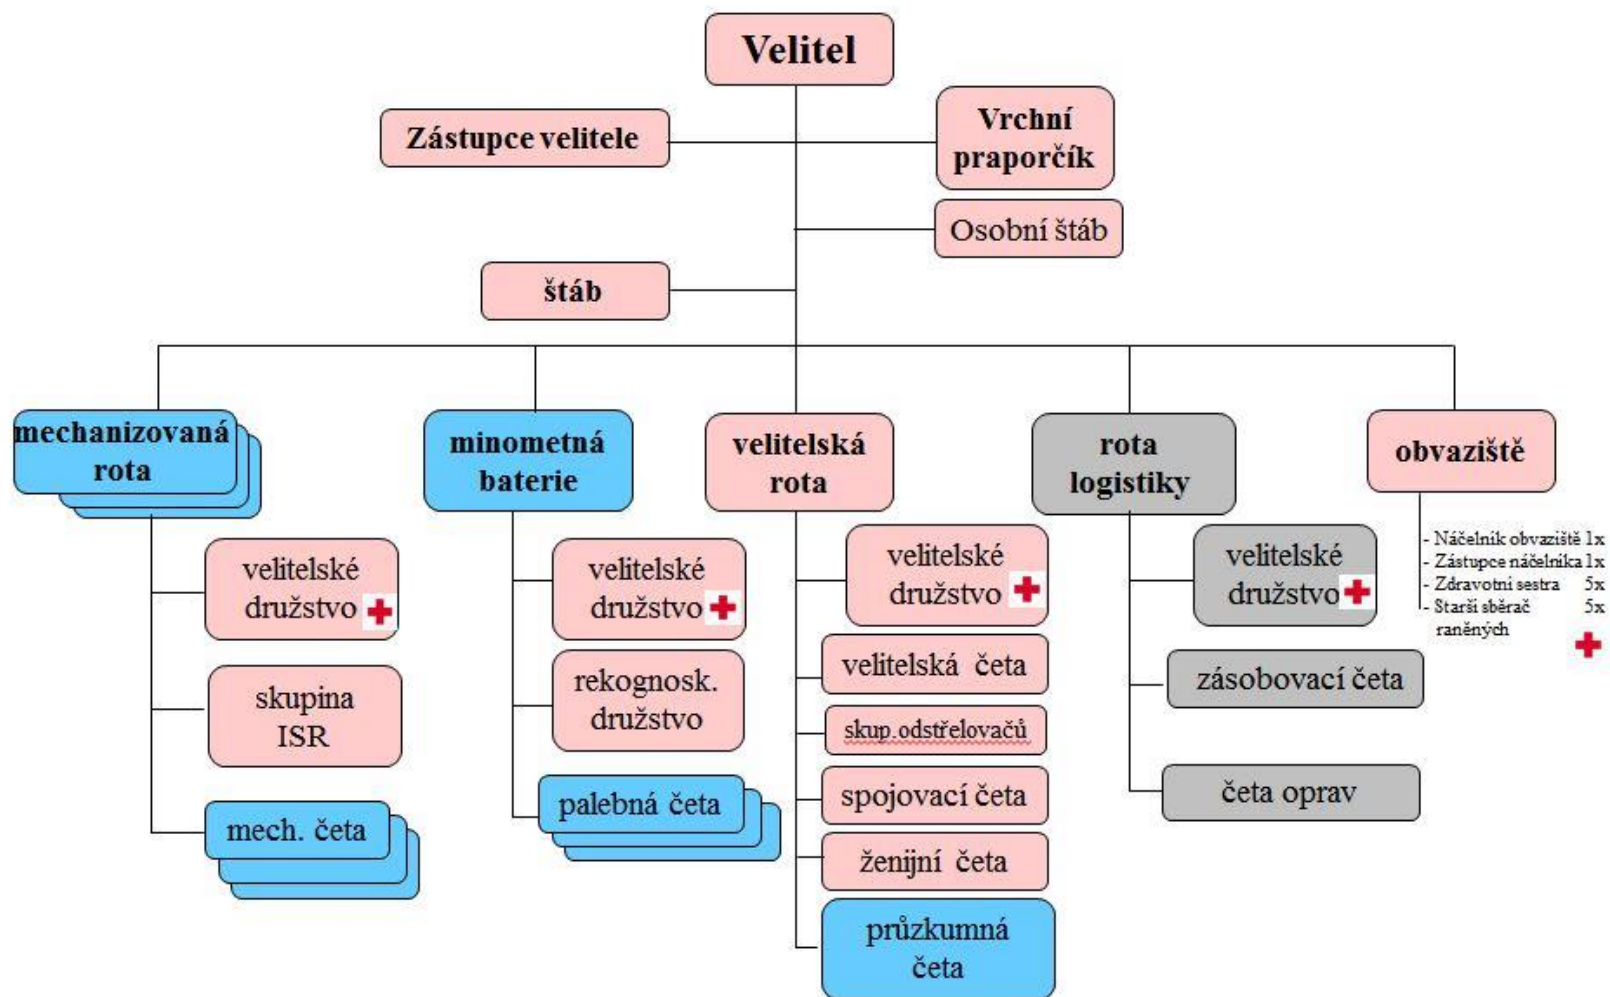 Velitel
Zástupce velitele
Vrchní
praporčík
Osobní štáb
štáb
mechanizovaná
rota
minometná
baterie
velitelská
rota
rota
logistiky
obvaziště
velitelské
družstvo
skupina
ISR
mech. četa
velitelské
družstvo
rekognosk.
družstvo
palebná četa
velitelské
družstvo
velitelská četa
skup.odstřelovačů
spojovací četa
ženijní četa
průzkumná
četa
velitelské
družstvo
zásobovací četa
četa oprav
- Náčelník obvaziště 1x
- Zástupce náčelníka 1x
- Zdravotní sestra 5x
- Starší sběrač 5x
raněných